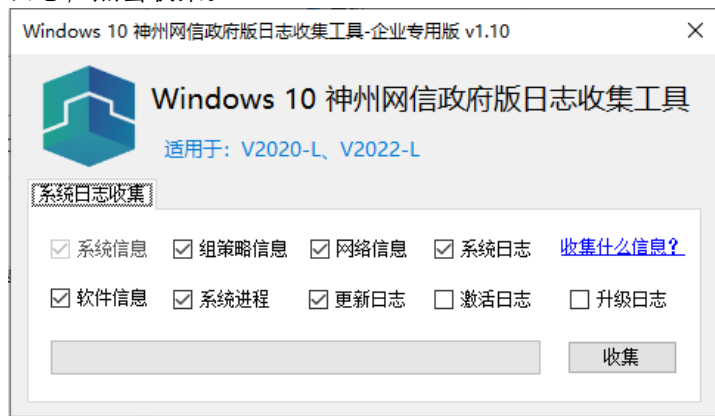 Windows 10 神州网信政府版日志收集工具-企业专用版 v1.10
Windows 10 神州网信政府版日志收集工具
适用于：V2020-L、V2022-L
系统日志收集
系统信息 组策略信息 网络信息 系统日志 收集什么信息?
软件信息 系统进程 更新日志 激活日志 升级日志
收集